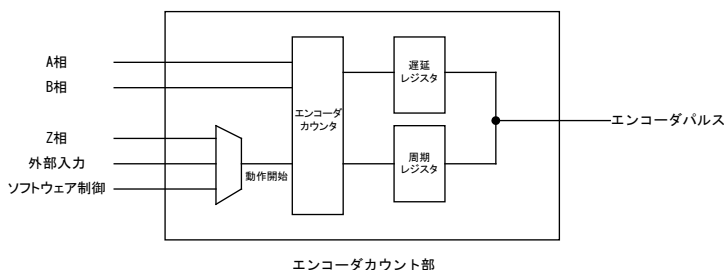 A相
B相
Z相
外部入力
ソフトウェア制御
動作開始
エンコーダ
カウンタ
遅延
レジスタ
周期
レジスタ
エンコーダパルス
エンコーダカウント部